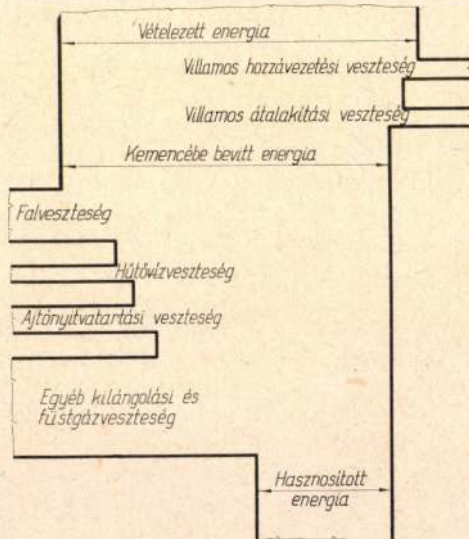 Vételezett energia
Villamos hozzávezetési veszteség
Villamos átalakítási veszteség
Kemencébe bevitt energia
Falveszteség
Hűtővízveszteség
Ajtónyitvatartási veszteség
Egyéb kilángolási és
füstgázveszteség
Hasznosított
energia